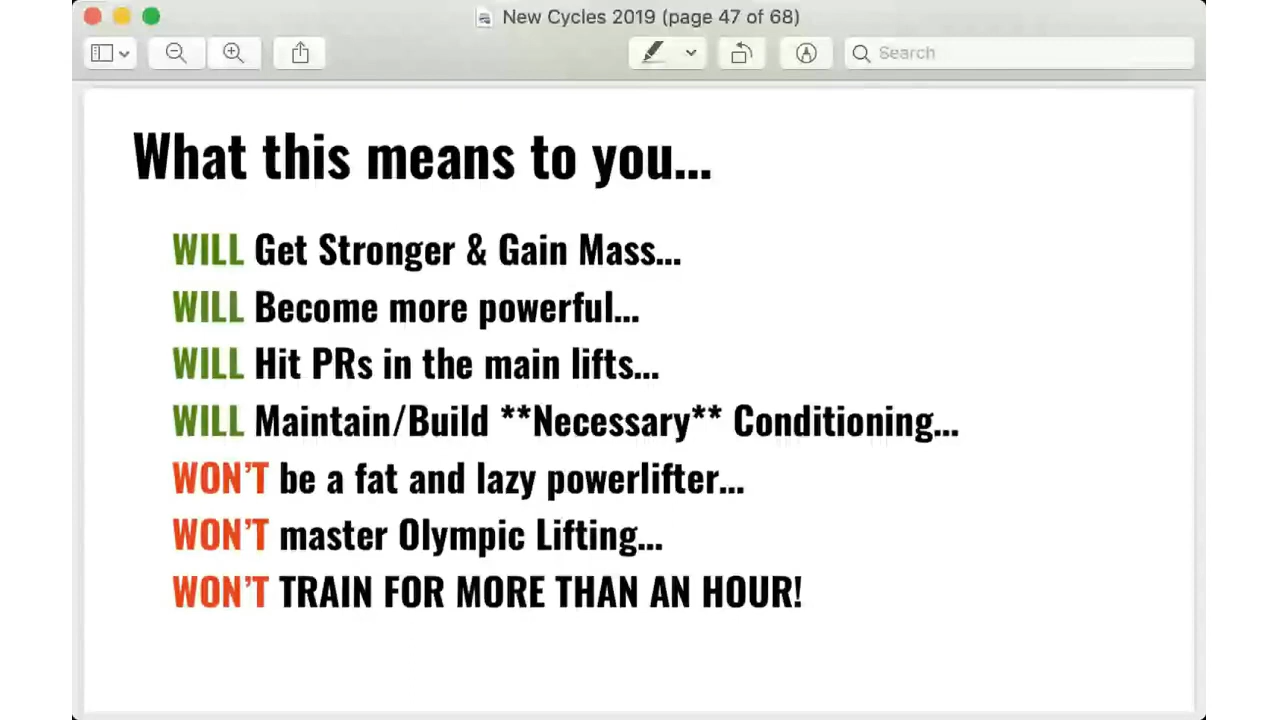 New Cycles 2019 (page 47 of 68)
Search
What this means to you...
WILL Get Stronger & Gain Mass...
WILL Become more powerful...
WILL Hit PRs in the main lifts...
WILL Maintain/Build **Necessary** Conditioning...
WON'T be a fat and lazy powerlifter...
WON'T master Olympic Lifting...
WON'T TRAIN FOR MORE THAN AN HOUR!